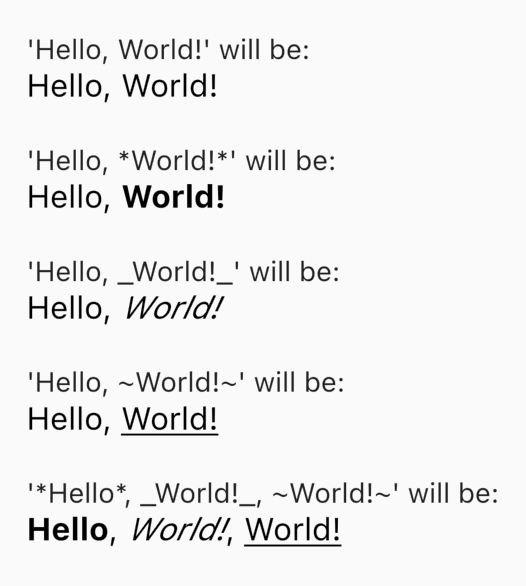 'Hello, World!' will be:
Hello, World!
'Hello, *World!*' will be:
Hello, World!
'Hello, _World!_' will be:
Hello, World!
'Hello, ~World!~' will be:
Hello, World!
'*Hello*, _World!_, ~World!~' will be:
Hello, World!, World!